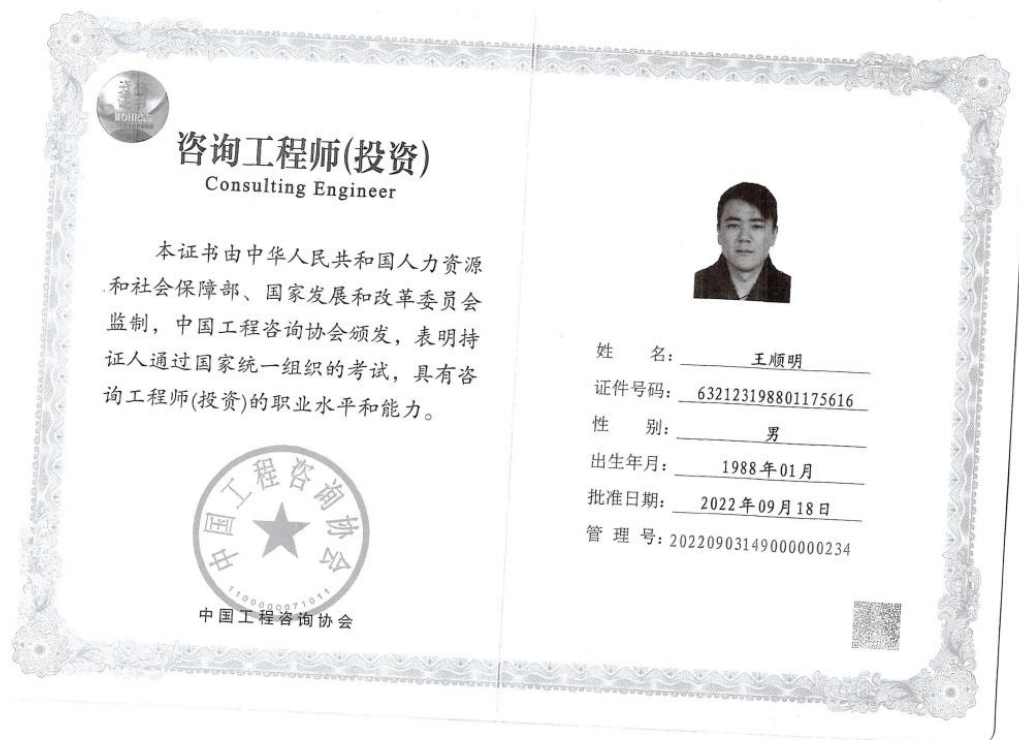 咨询工程师(投资)
Consulting Engineer
本证书由中华人民共和国人力资源
和社会保障部、国家发展和改革委员会
监制，中国工程咨询协会颁发，表明持
证人通过国家统一组织的考试，具有咨
询工程师(投资)的职业水平和能力。
中国工程咨询协会
1100000071011
中国工程咨询协会
姓 名：王顺明
证件号码：632123198801175616
性 别：男
出生年月：1988年01月
批准日期：2022年09月18日
管 理 号：20220903149000000234